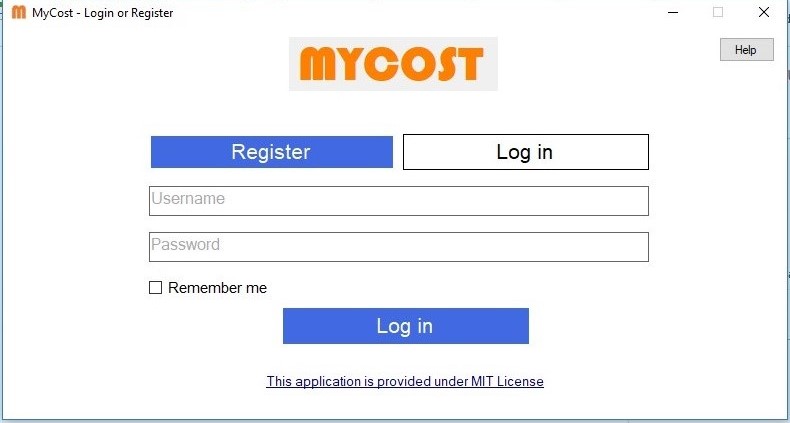 MyCost - Login or Register
MYCOST
Help
Register
Log in
Username
Password
Remember me
Log in
This application is provided under MIT License